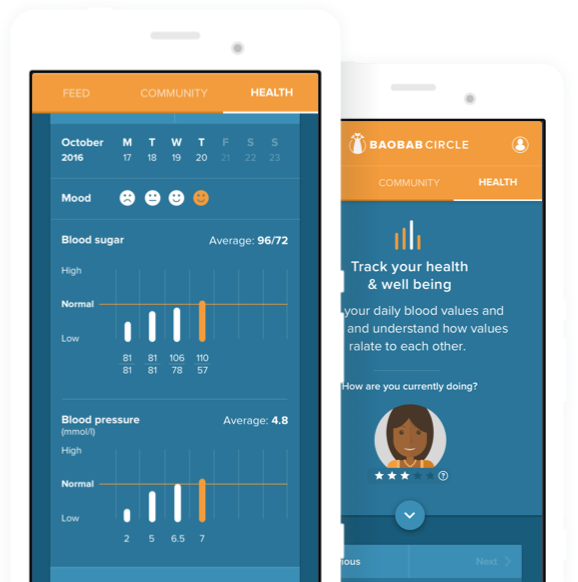 FEED COMMUNITY HEALTH
October M T W T F S S
2016 17 18 19 20 21 22 23
Mood
Blood sugar Average: 96/72
High
Normal
Low
81 81 106 110
81 81 78 57
Blood pressure Average: 4.8
(mmol/l)
High
Normal
Low
2 5 6.5 7
BAOBAB CIRCLE
COMMUNITY HEALTH
Track your health
& well being
your daily blood values and
and understand how values
ralate to each other.
How are you currently doing?
?
ious Next